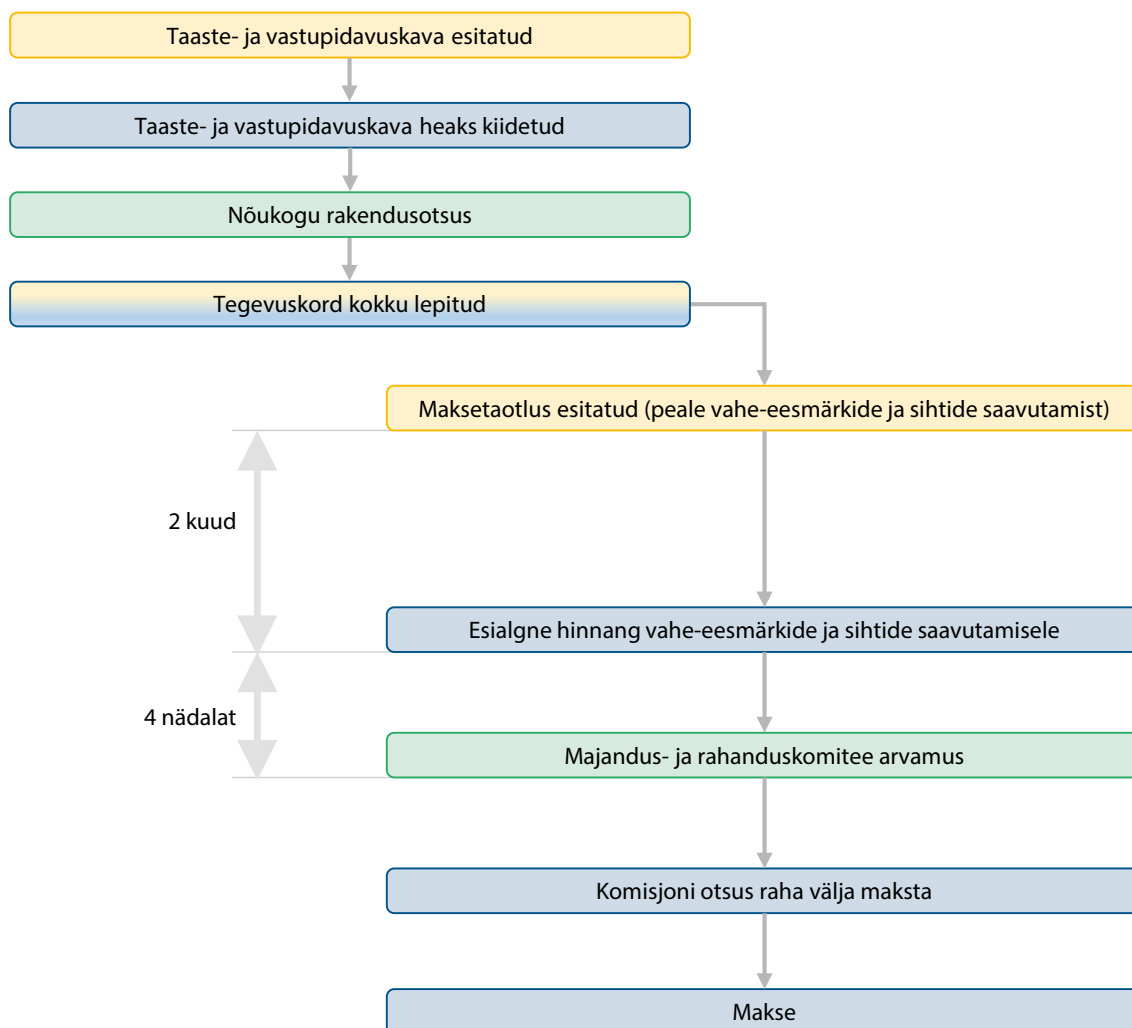 Taaste- ja vastupidavuskava esitatud
Taaste- ja vastupidavuskava heaks kiidetud
Nõukogu rakendusotsus
Tegevuskord kokku lepitud
Maksetaotlus esitatud (peale vahe-eesmärkide ja sihtide saavutamist)
2 kuud
Esialgne hinnang vahe-eesmärkide ja sihtide saavutamisele
4 nädalat
Majandus- ja rahanduskomitee arvamus
Komisjoni otsus raha välja maksta
Makse